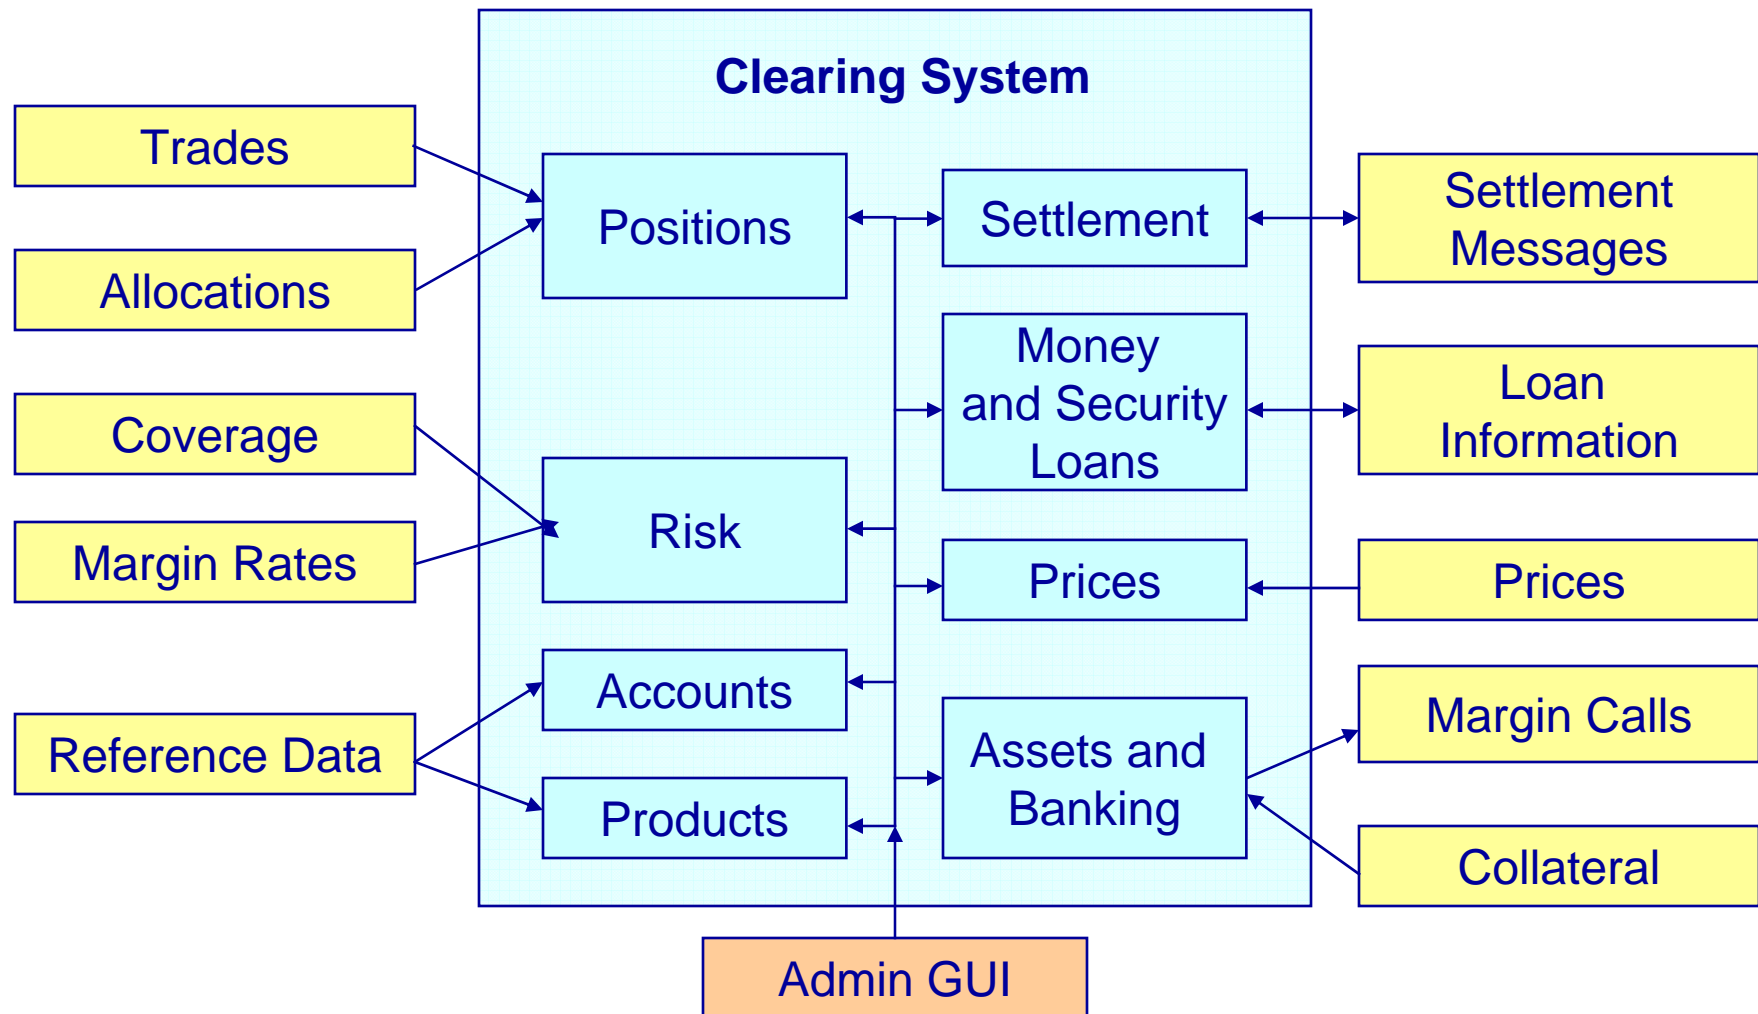 Clearing System
Trades
Allocations
Coverage
Margin Rates
Reference Data
Positions
Risk
Accounts
Products
Settlement
Money
and Security
Loans
Prices
Assets and
Banking
Settlement
Messages
Loan
Information
Prices
Margin Calls
Collateral
Admin GUI